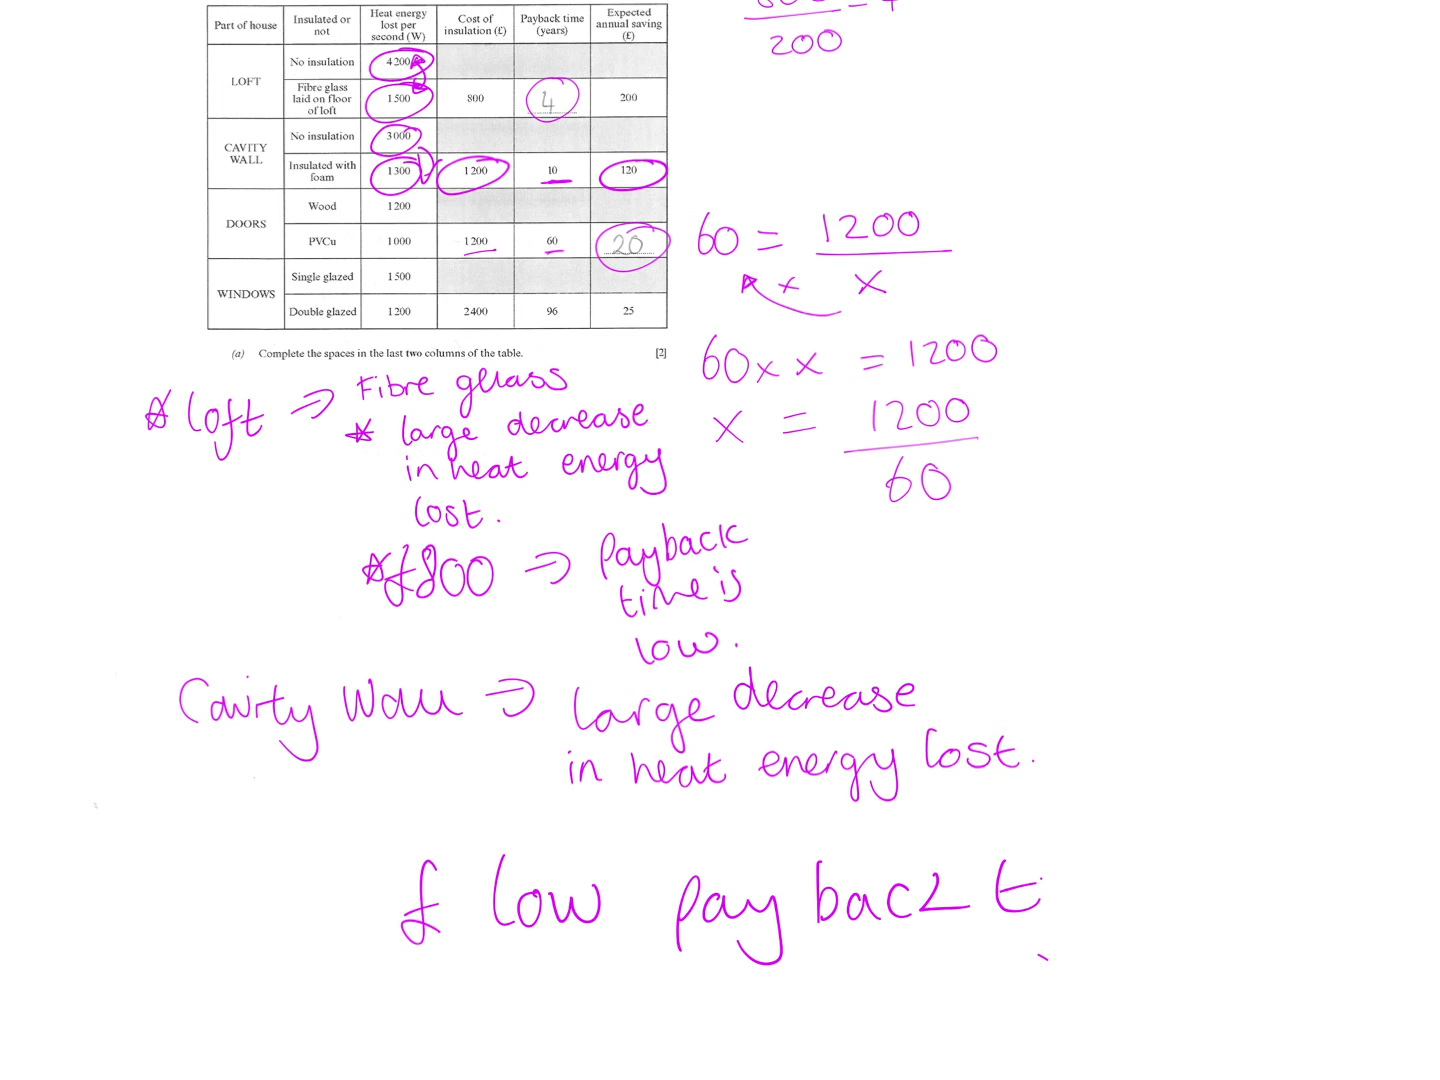 Part of house Insulated or not Heat energy lost per second (W) Cost of insulation (£) Payback time (years) Expected annual saving (£)
LOFT No insulation 4200
Fibre glass laid on floor of loft 1500 800 4 200
CAVITY WALL No insulation 3000
Insulated with foam 1300 1200 10 120
DOORS Wood 1200
PVCu 1000 1200 60 20
WINDOWS Single glazed 1500
Double glazed 1200 2400 96 25
(a) Complete the spaces in the last two columns of the table. [2]
200
60 = 1200
x x
60 x x = 1200
x = 1200
60
Loft ⇒ Fibre glass
* large decrease
in heat energy
lost.
* £800 ⇒ Payback
time is
low.
Cavity Wall ⇒ large decrease
in heat energy lost.
£ low payback t